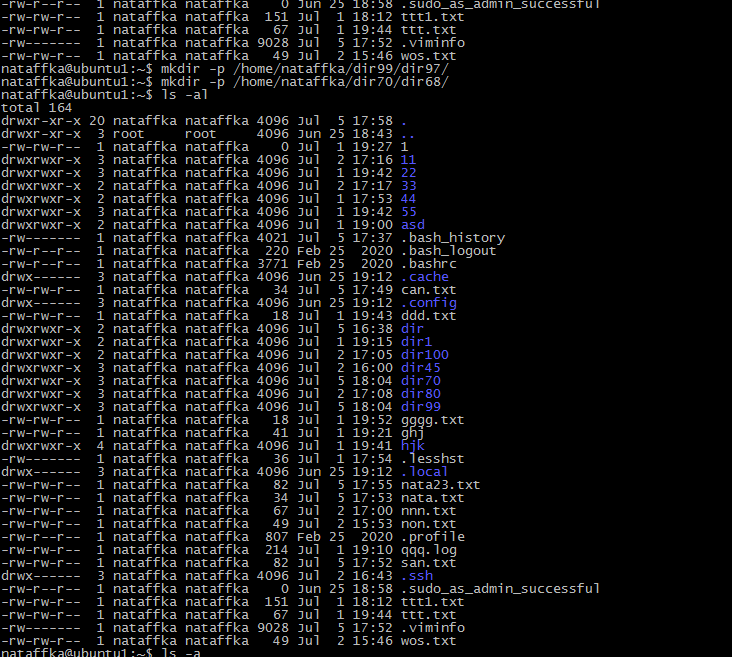 -rw-r--r--  1 nataffka nataffka    0 Jun 25 18:58 .sudo_as_admin_successful
-rw-rw-r--  1 nataffka nataffka  151 Jul  1 18:12 ttt1.txt
-rw-rw-r--  1 nataffka nataffka   67 Jul  1 19:44 ttt.txt
-rw-------  1 nataffka nataffka 9028 Jul  5 17:52 .viminfo
-rw-rw-r--  1 nataffka nataffka   49 Jul  2 15:46 wos.txt
nataffka@ubuntu1:~$ mkdir -p /home/nataffka/dir99/dir97/
nataffka@ubuntu1:~$ mkdir -p /home/nataffka/dir70/dir68/
nataffka@ubuntu1:~$ ls -al
total 164
drwxr-xr-x 20 nataffka nataffka 4096 Jul  5 17:58 .
drwxr-xr-x  3 root     root     4096 Jun 25 18:43 ..
-rw-rw-r--  1 nataffka nataffka    0 Jul  1 19:27 1
drwxrwxr-x  3 nataffka nataffka 4096 Jul  2 17:16 11
drwxrwxr-x  3 nataffka nataffka 4096 Jul  1 19:42 22
drwxrwxr-x  2 nataffka nataffka 4096 Jul  2 17:17 33
drwxrwxr-x  2 nataffka nataffka 4096 Jul  1 17:53 44
drwxrwxr-x  3 nataffka nataffka 4096 Jul  1 19:42 55
drwxrwxr-x  2 nataffka nataffka 4096 Jul  1 19:00 asd
-rw-------  1 nataffka nataffka 4021 Jul  5 17:37 .bash_history
-rw-r--r--  1 nataffka nataffka  220 Feb 25  2020 .bash_logout
-rw-r--r--  1 nataffka nataffka 3771 Feb 25  2020 .bashrc
drwx------  3 nataffka nataffka 4096 Jun 25 19:12 .cache
-rw-rw-r--  1 nataffka nataffka   34 Jul  5 17:49 can.txt
drwx------  3 nataffka nataffka 4096 Jun 25 19:12 .config
-rw-rw-r--  1 nataffka nataffka   18 Jul  1 19:43 ddd.txt
drwxrwxr-x  2 nataffka nataffka 4096 Jul  5 16:38 dir
drwxrwxr-x  2 nataffka nataffka 4096 Jul  1 19:15 dir1
drwxrwxr-x  2 nataffka nataffka 4096 Jul  2 17:05 dir100
drwxrwxr-x  3 nataffka nataffka 4096 Jul  2 16:00 dir45
drwxrwxr-x  3 nataffka nataffka 4096 Jul  5 18:04 dir70
drwxrwxr-x  3 nataffka nataffka 4096 Jul  2 17:08 dir80
drwxrwxr-x  3 nataffka nataffka 4096 Jul  5 18:04 dir99
-rw-rw-r--  1 nataffka nataffka   18 Jul  1 19:52 gggg.txt
-rw-rw-r--  1 nataffka nataffka   41 Jul  1 19:21 ghj
drwxrwxr-x  4 nataffka nataffka 4096 Jul  1 19:41 hjk
-rw-------  1 nataffka nataffka   36 Jul  1 17:54 .lesshst
drwx------  3 nataffka nataffka 4096 Jun 25 19:12 .local
-rw-rw-r--  1 nataffka nataffka   82 Jul  5 17:55 nata23.txt
-rw-rw-r--  1 nataffka nataffka   34 Jul  5 17:53 nata.txt
-rw-rw-r--  1 nataffka nataffka   67 Jul  2 17:00 nnn.txt
-rw-rw-r--  1 nataffka nataffka   49 Jul  2 15:53 non.txt
-rw-r--r--  1 nataffka nataffka  807 Feb 25  2020 .profile
-rw-rw-r--  1 nataffka nataffka  214 Jul  1 19:10 qqq.log
-rw-rw-r--  1 nataffka nataffka   82 Jul  5 17:52 san.txt
drwx------  3 nataffka nataffka 4096 Jul  2 16:43 .ssh
-rw-r--r--  1 nataffka nataffka    0 Jun 25 18:58 .sudo_as_admin_successful
-rw-rw-r--  1 nataffka nataffka  151 Jul  1 18:12 ttt1.txt
-rw-rw-r--  1 nataffka nataffka   67 Jul  1 19:44 ttt.txt
-rw-------  1 nataffka nataffka 9028 Jul  5 17:52 .viminfo
-rw-rw-r--  1 nataffka nataffka   49 Jul  2 15:46 wos.txt
nataffka@ubuntu1:~$ ls -a